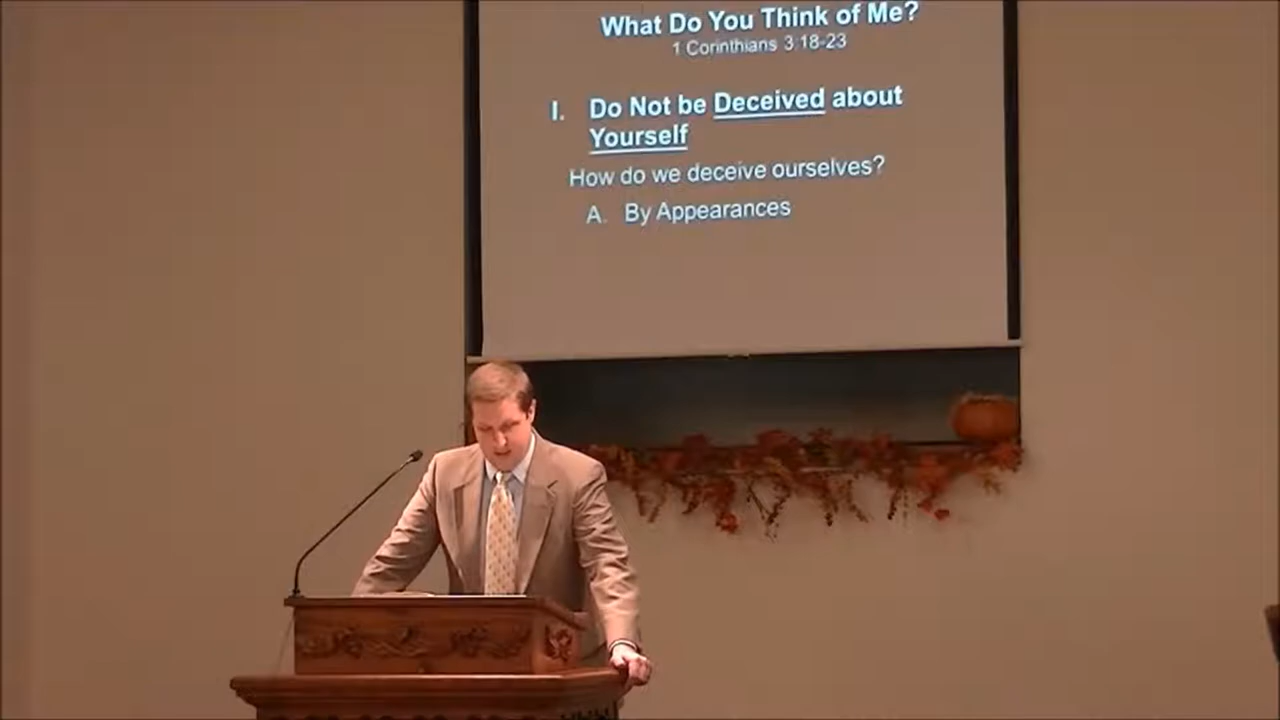 What Do You Think of Me?
1 Corinthians 3:18-23
I. Do Not be Deceived about
Yourself
How do we deceive ourselves?
A. By Appearances